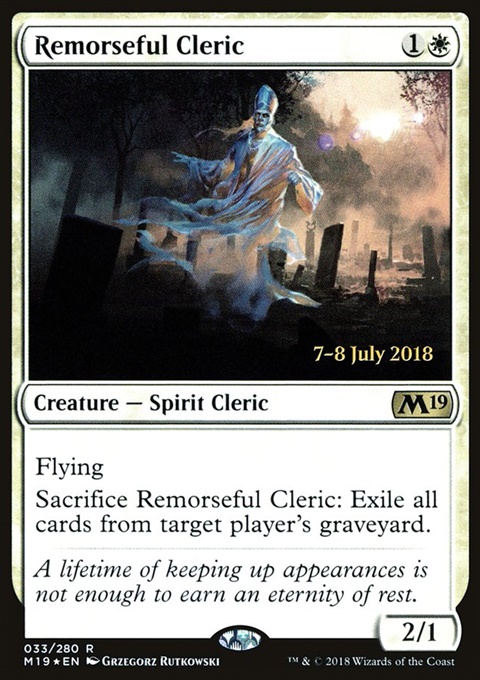 Remorseful Cleric 1
7–8 July 2018
Creature — Spirit Cleric M19
Flying
Sacrifice Remorseful Cleric: Exile all
cards from target player's graveyard.
A lifetime of keeping up appearances is
not enough to earn an eternity of rest.
2/1
033/280 R
M19★EN Grzegorz Rutkowski ™ & © 2018 Wizards of the Coast